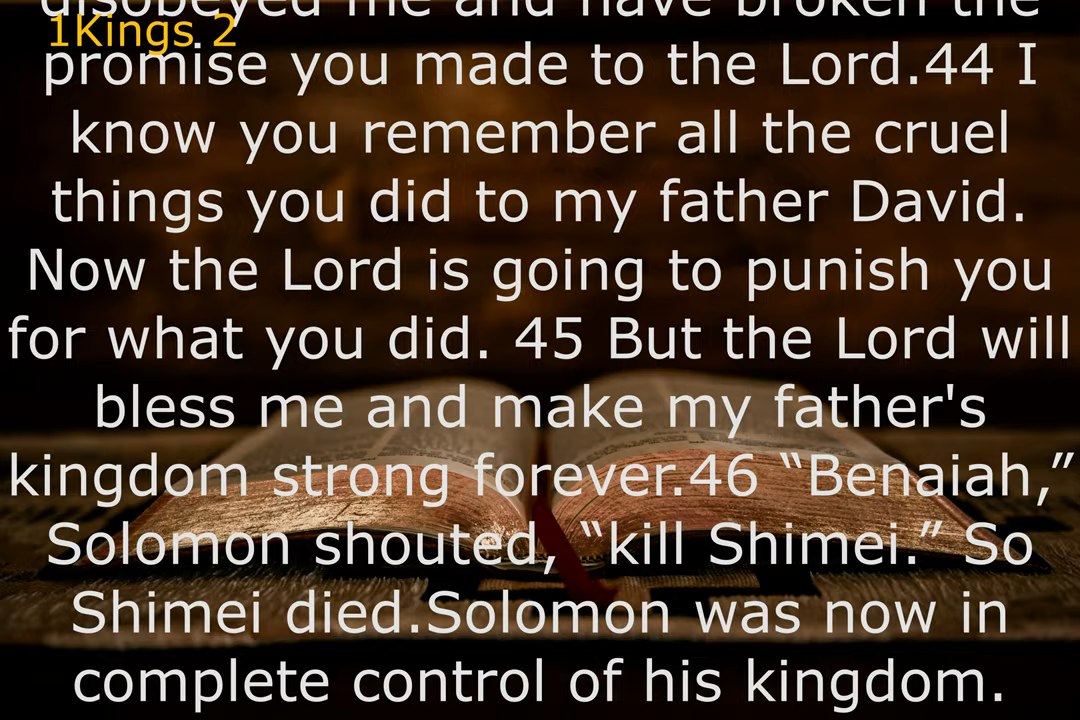 disobeyed me and have broken the
1Kings 2
promise you made to the Lord.44 I
know you remember all the cruel
things you did to my father David.
Now the Lord is going to punish you
for what you did. 45 But the Lord will
bless me and make my father's
kingdom strong forever.46 “Benaiah,”
Solomon shouted, “kill Shimei.” So
Shimei died.Solomon was now in
complete control of his kingdom.